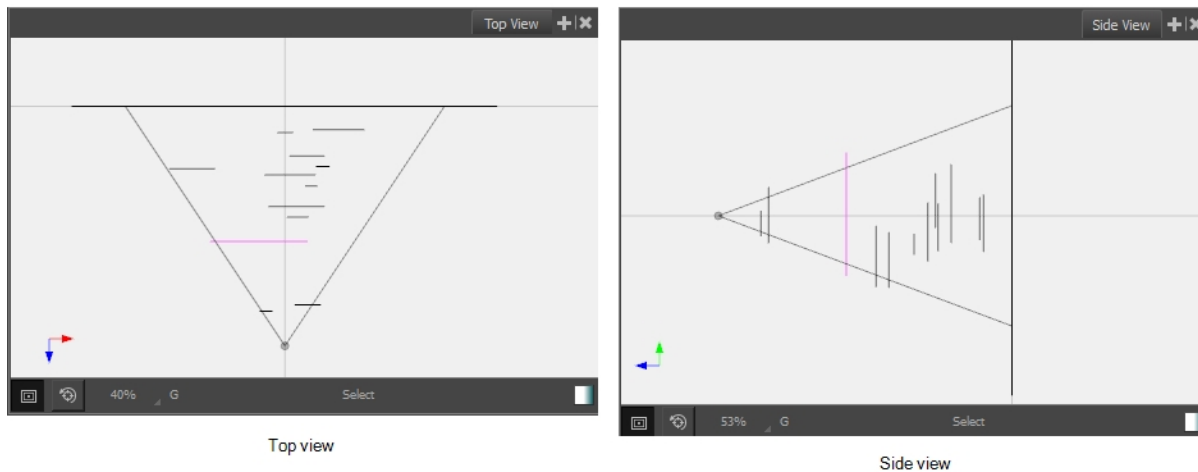 Top View
Side View
40% G Select
53% G Select
Top view
Side view